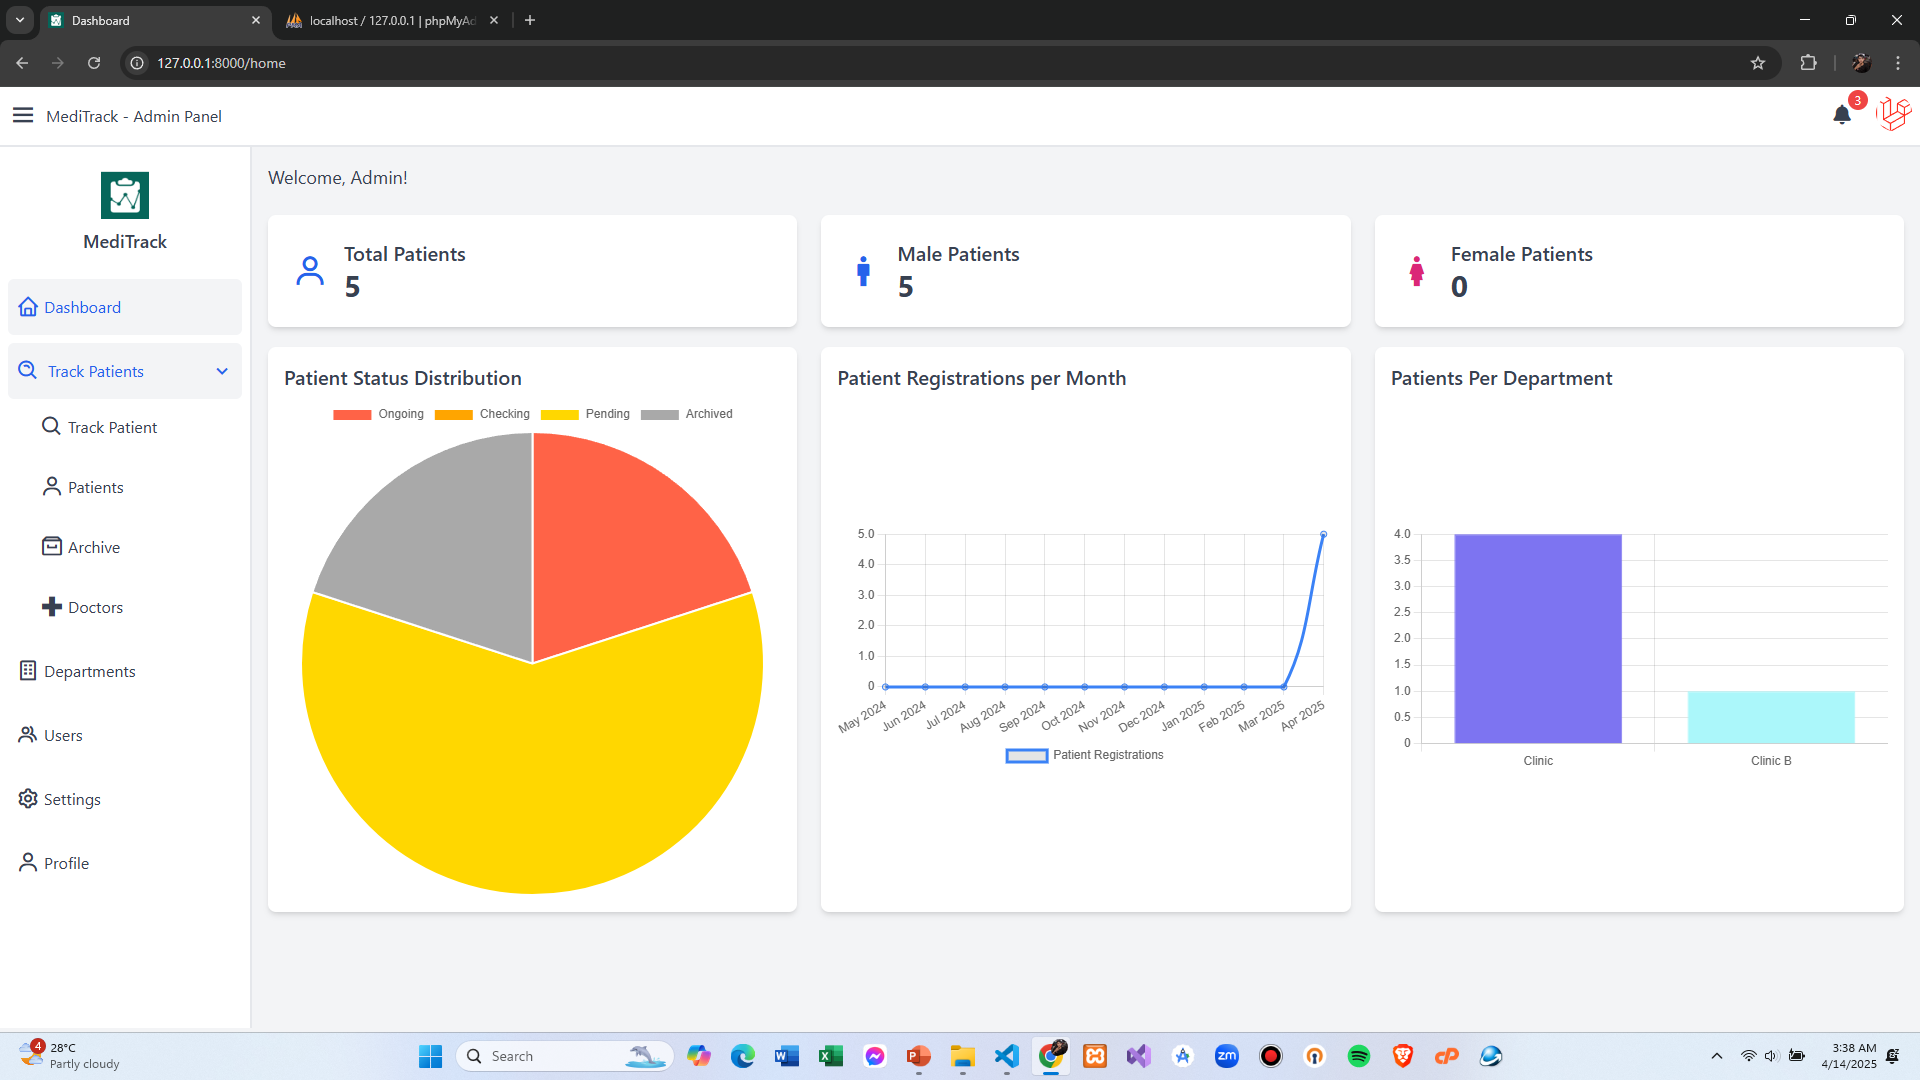 Dashboard
localhost / 127.0.0.1 | phpMyAd
127.0.0.1:8000/home
MediTrack - Admin Panel
3
MediTrack
Dashboard
Track Patients
Track Patient
Patients
Archive
Doctors
Departments
Users
Settings
Profile
Welcome, Admin!
Total Patients
5
Male Patients
5
Female Patients
0
Patient Status Distribution
Ongoing Checking Pending Archived
Patient Registrations per Month
5.0
4.0
3.0
2.0
1.0
0
May 2024 Jun 2024 Jul 2024 Aug 2024 Sep 2024 Oct 2024 Nov 2024 Dec 2024 Jan 2025 Feb 2025 Mar 2025 Apr 2025
Patient Registrations
Patients Per Department
4.0
3.5
3.0
2.5
2.0
1.5
1.0
0.5
0
Clinic Clinic B
4
28°C
Partly cloudy
Search
zm
3:38 AM
4/14/2025